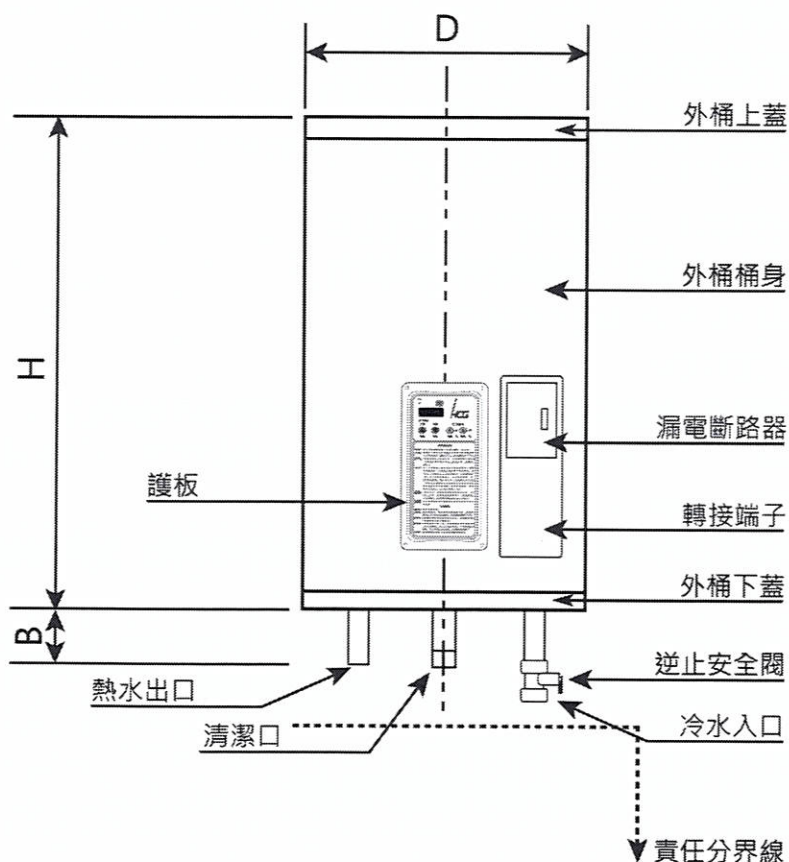 D
外桶上蓋
外桶桶身
H
HCG
漏電斷路器
護板
轉接端子
外桶下蓋
B
逆止安全閥
熱水出口
冷水入口
清潔口
責任分界線